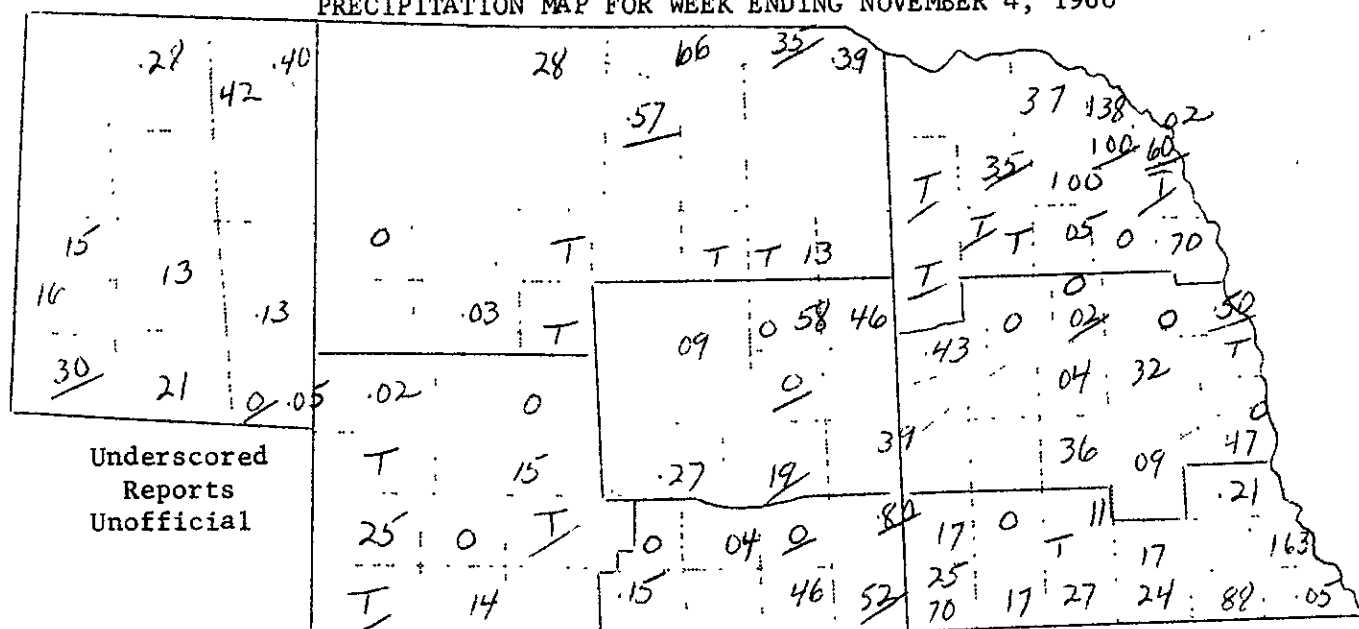 PRECIPITATION MAP FOR WEEK ENDING NOVEMBER 4,
.28 .40 28 66 35 .39
42 37 138
.57 .02
100 60
T 35 100 T
15 0 T T T 13 T T 05 0 .70
16 13 T 0
.13 .03 T 09 0 58 46 0 02 0 .50
.43 T
30 21 0 .05 .02 0 0 04 32 0
T 15 .27 19 39 36 09 47
Underscored
Reports
Unofficial
.21
25 0 T 0 04 0 .80 17 0 T 11 17 163
25
T 14 .15 46 52 70 17 27 24 88 .05